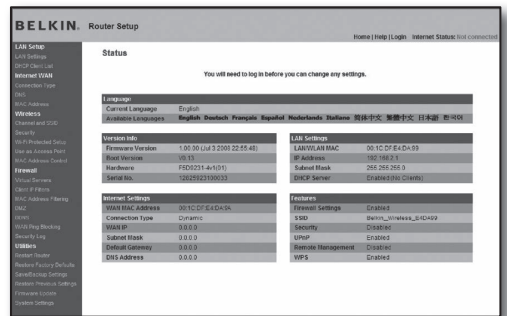 BELKIN. Router Setup
Home | Help | Login Internet Status: Not connected
LAN Setup
LAN Settings
DHCP Client List
Internet WAN
Connection Type
DNS
MAC Address
Wireless
Channel and SSID
Security
Wi-Fi Protected Setup
Use as Access Point
MAC Address Control
Firewall
Virtual Servers
Client IP Filters
MAC Address Filtering
DMZ
DDNS
WAN Ping Blocking
Security Log
Utilities
Restart Router
Restore Factory Defaults
Save/Backup Settings
Restore Previous Settings
Firmware Update
System Settings
Status
You will need to log in before you can change any settings.
Language
Current Language English
Available Languages English Deutsch Français Español Nederlands Italiano 简体中文 繁體中文 日本語 한국어
Version Info
Firmware Version 1.00.00 (Jul 3 2008 22:55:48)
Boot Version V0.13
Hardware F5D8231-4v1(01)
Serial No.
LAN Settings
LAN/WLAN MAC 00:1C:DF:E4:DA:99
IP Address 192.168.2.1
Subnet Mask 255.255.255.0
DHCP Server Enabled(No Clients)
Internet Settings
WAN MAC Address 00:1C:DF:E4:DA:9A
Connection Type Dynamic
WAN IP 0.0.0.0
Subnet Mask 0.0.0.0
Default Gateway 0.0.0.0
DNS Address 0.0.0.0
Features
Firewall Settings Enabled
SSID Belkin_Wireless_E4DA99
Security Disabled
UPnP Enabled
Remote Management Disabled
WPS Enabled